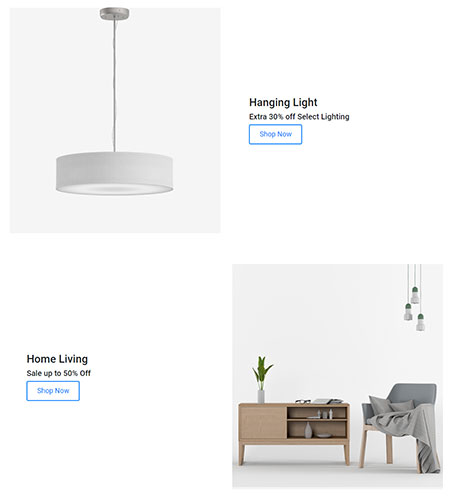 Hanging Light
Extra 30% off Select Lighting
Shop Now
Home Living
Sale up to 50% Off
Shop Now